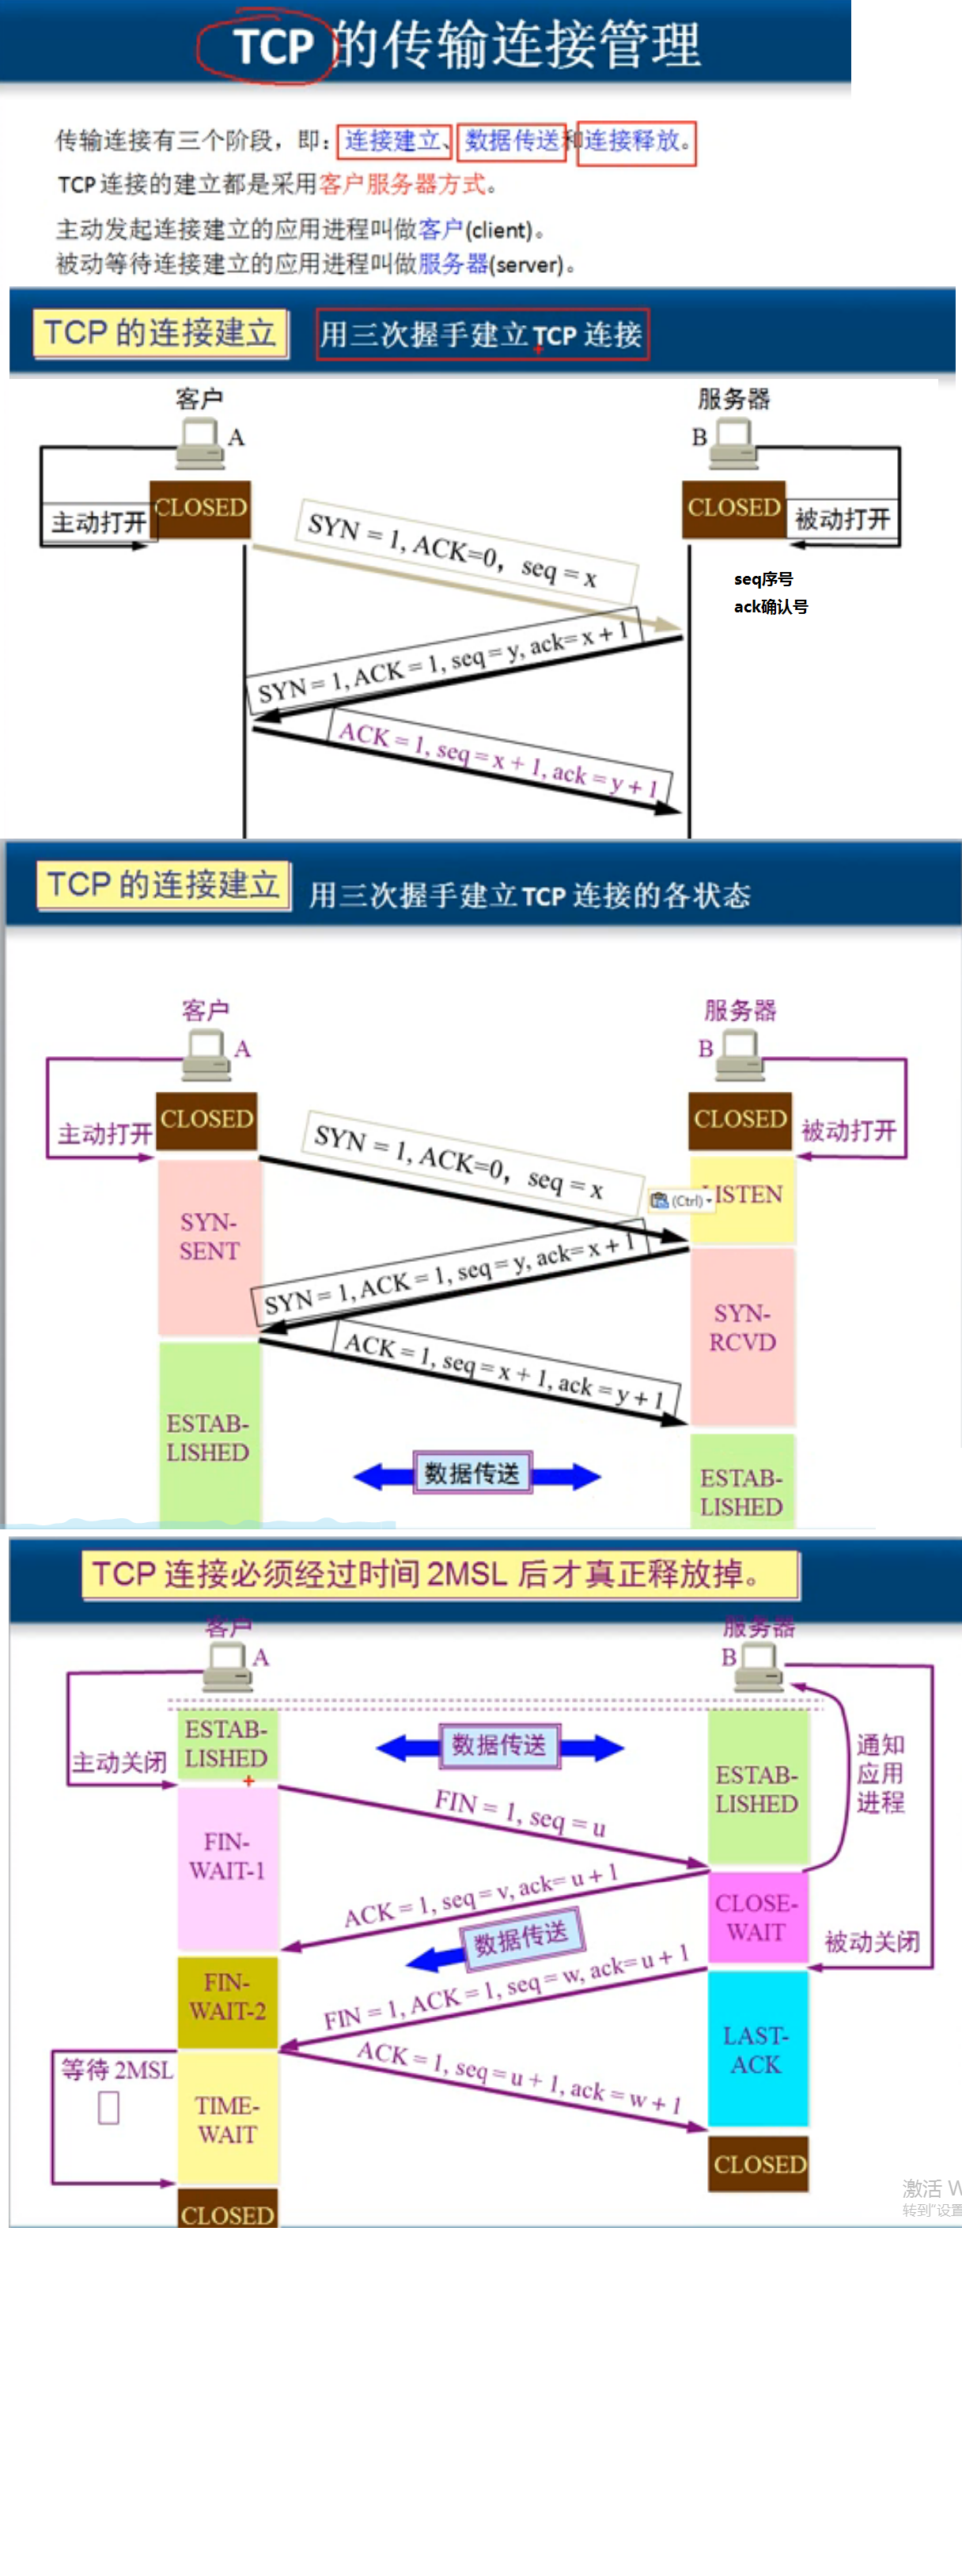 TCP 的传输连接管理
传输连接有三个阶段，即：连接建立、数据传送和连接释放。
TCP 连接的建立都是采用客户服务器方式。
主动发起连接建立的应用进程叫做客户(client)。
被动等待连接建立的应用进程叫做服务器(server)。
TCP 的连接建立 用三次握手建立TCP 连接
客户
服务器
A
B
CLOSED
CLOSED
主动打开
被动打开
SYN = 1, ACK=0, seq = x
seq序号
ack确认号
SYN = 1, ACK = 1, seq = y, ack= x + 1
ACK = 1, seq = x + 1, ack = y + 1
TCP 的连接建立 用三次握手建立TCP 连接的各状态
客户
服务器
A
B
CLOSED
CLOSED
主动打开
被动打开
SYN = 1, ACK=0, seq = x
(Ctrl)
LISTEN
SYN-
SENT
SYN = 1, ACK = 1, seq = y, ack= x + 1
SYN-
RCVD
ACK = 1, seq = x + 1, ack = y + 1
ESTAB-
LISHED
数据传送
ESTAB-
LISHED
TCP 连接必须经过时间 2MSL 后才真正释放掉。
客户
服务器
A
B
ESTAB-
LISHED
数据传送
通知
应用
进程
主动关闭
ESTAB-
LISHED
FIN = 1, seq = u
FIN-
WAIT-1
ACK = 1, seq = v, ack= u + 1
CLOSE-
WAIT
数据传送
被动关闭
FIN-
WAIT-2
FIN = 1, ACK = 1, seq = w, ack= u + 1
LAST-
ACK
等待 2MSL
ACK = 1, seq = u + 1, ack = w + 1
TIME-
WAIT
CLOSED
CLOSED
激活 W
转到"设置